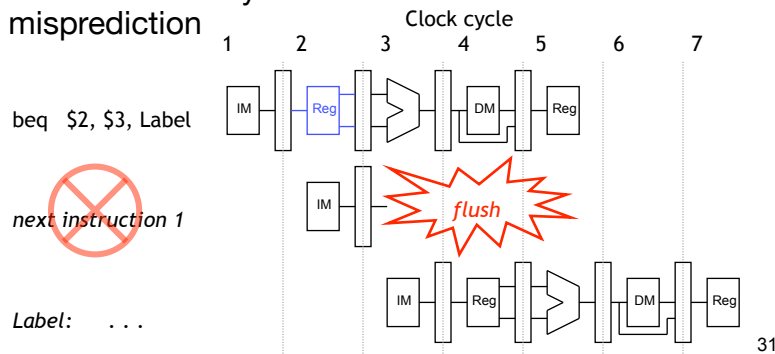 misprediction
Clock cycle
1 2 3 4 5 6 7
beq $2, $3, Label
IM Reg DM Reg
next instruction 1
IM flush
Label: . . .
IM Reg DM Reg
31